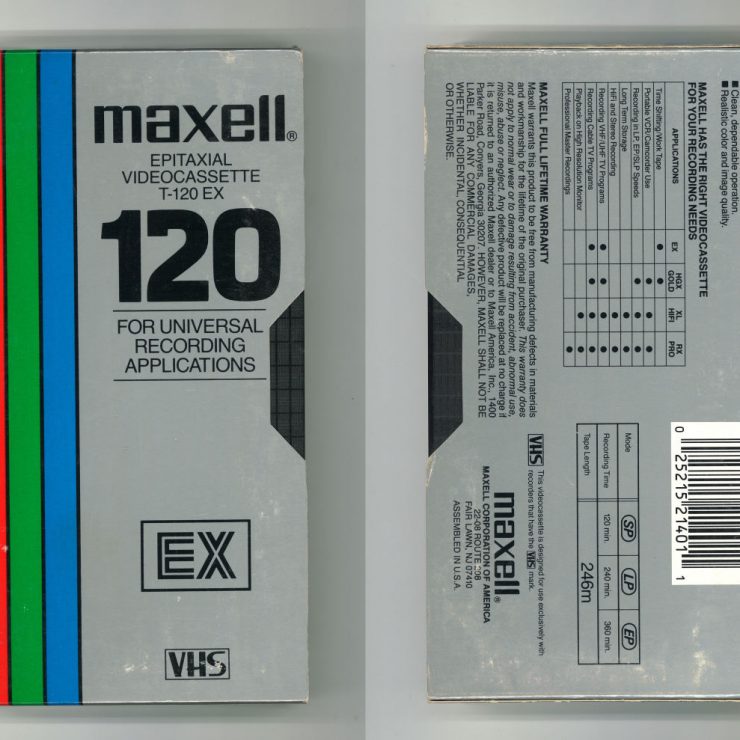 maxell®
EPITAXIAL
VIDEOCASSETTE
T-120 EX
120
FOR UNIVERSAL
RECORDING
APPLICATIONS
EX
VHS
■ Clean, dependable operation.
■ Realistic color and image quality.
MAXELL HAS THE RIGHT VIDEOCASSETTE
FOR YOUR RECORDING NEEDS
APPLICATIONS EX HGX GOLD XL HIFI RX PRO
Time Shifting/Work Tape ● ●
Portable VCR/Camcorder Use ● ● ●
Recording in LP, EP/SLP Speeds ● ● ●
Long Term Storage ● ●
HiFi and Stereo Recording ● ●
Recording VHF/UHF TV Programs ● ● ● ●
Recording Cable TV Programs ● ● ● ●
Playback on High Resolution Monitor ● ●
Professional Master Recordings ●
MAXELL FULL LIFETIME WARRANTY
Maxell warrants this product to be free from manufacturing defects in materials
and workmanship for the lifetime of the original purchaser. This warranty does
not apply to normal wear or to damage resulting from accident, abnormal use,
misuse, abuse or neglect. Any defective product will be replaced at no charge if
it is returned to an authorized Maxell dealer or to Maxell America, Inc., 1400
Parker Road, Conyers, Georgia 30207. HOWEVER, MAXELL SHALL NOT BE
LIABLE FOR ANY COMMERCIAL DAMAGES,
WHETHER INCIDENTAL CONSEQUENTIAL
OR OTHERWISE.
0 25215 21401 1
Mode SP LP EP
Recording Time 120 min. 240 min. 360 min.
Tape Length 246m
VHS This videocassette is designed for use exclusively with
recorders that have the VHS mark.
maxell®
MAXELL CORPORATION OF AMERICA
22-08 ROUTE 208
FAIR LAWN, NJ 07410
ASSEMBLED IN U.S.A.